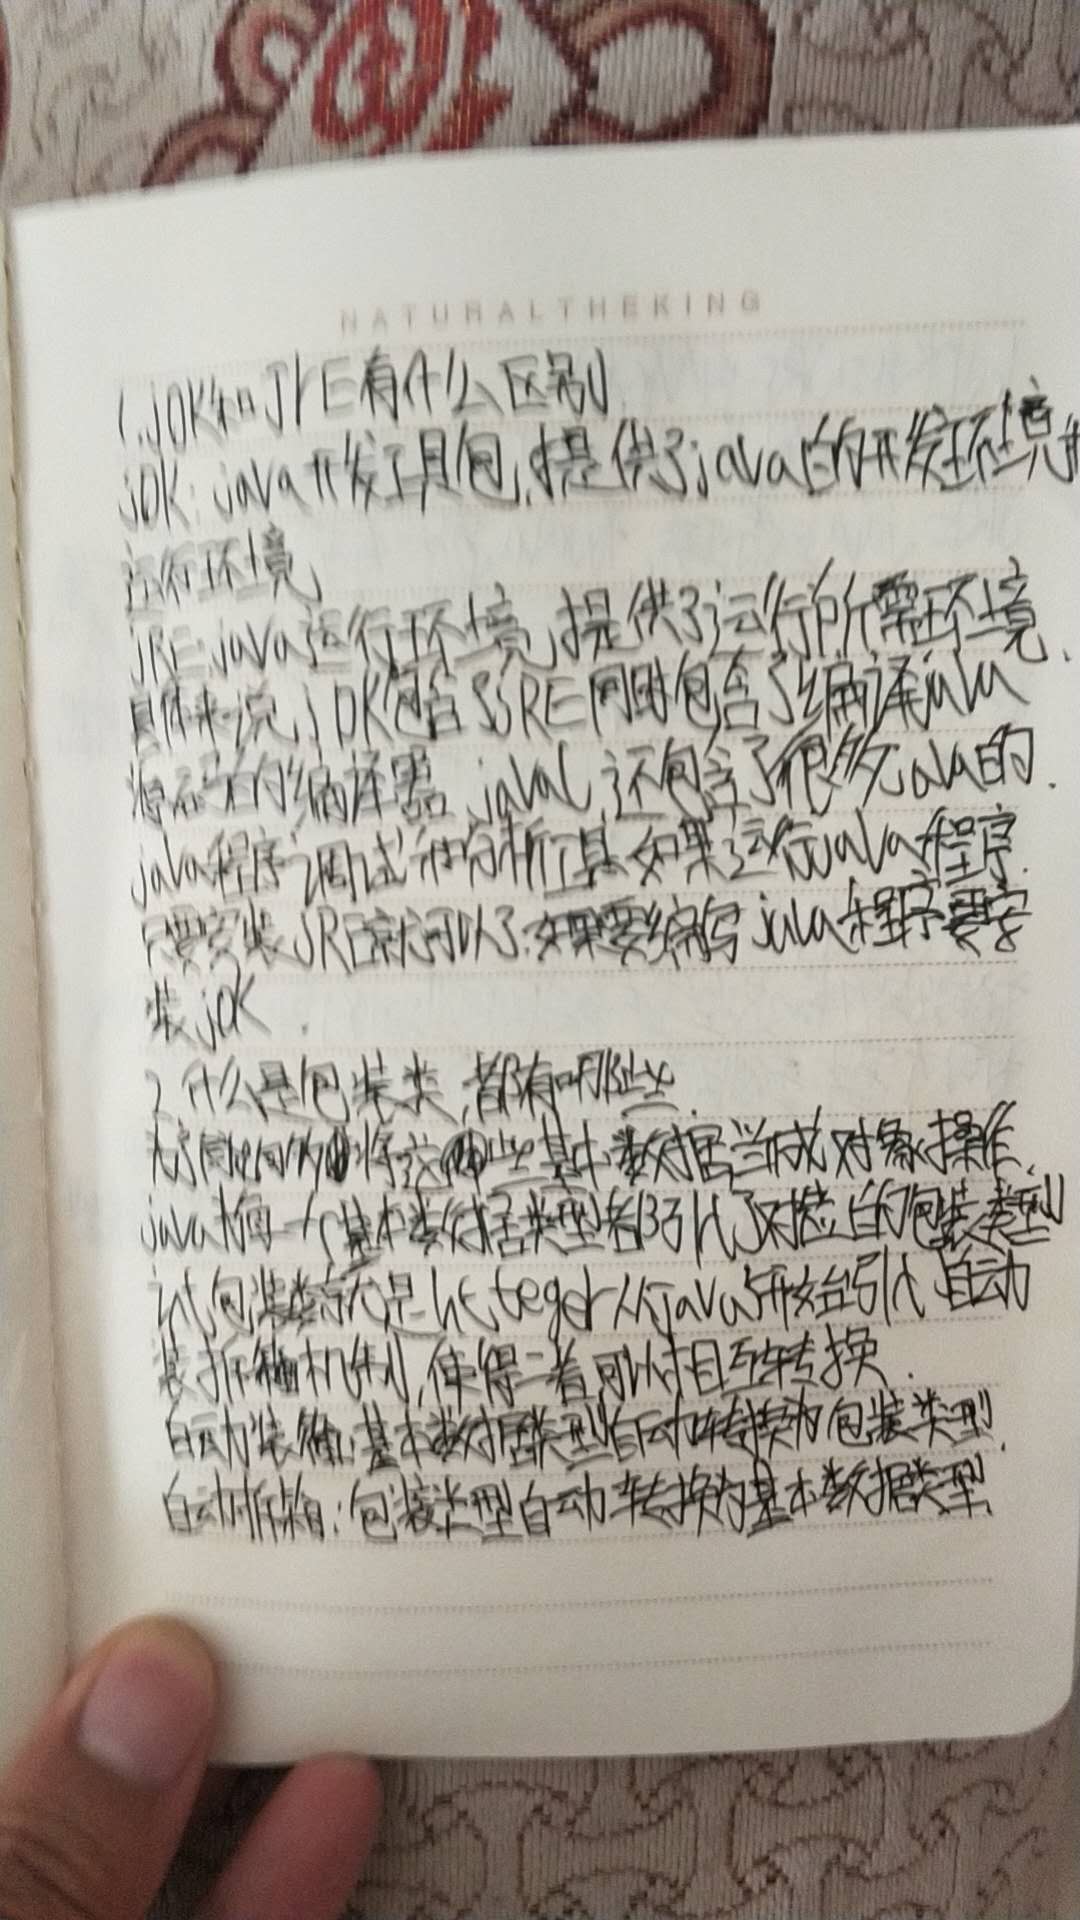 NATURALTHEKING
1.JDK和JrE有什么区别
JDK:java开发工具包,提供了java的开发环境
运行环境
JRE:java运行环境,提供了运行所需环境.
具体来说,JDK包含了JRE同时包含了编译java
源码的编译器 javaC,还包含了很多 的.
java程序调试和分析工具 如果运行java程序.
只要安装JRE就可以了.如果要编写java程序需要安
装JDK.
2.什么是包装类,都有哪些.
为了 将这些基本数据当成对象操作.
java为每一个基本数据类型都引入了对应的包装类型
int包装类就是Integer从java5开始引入 自动
装拆箱机制,使得二者可以相互转换.
自动装箱:基本数据类型自动转换为包装类型.
自动拆箱:包装类型自动转换为基本数据类型.